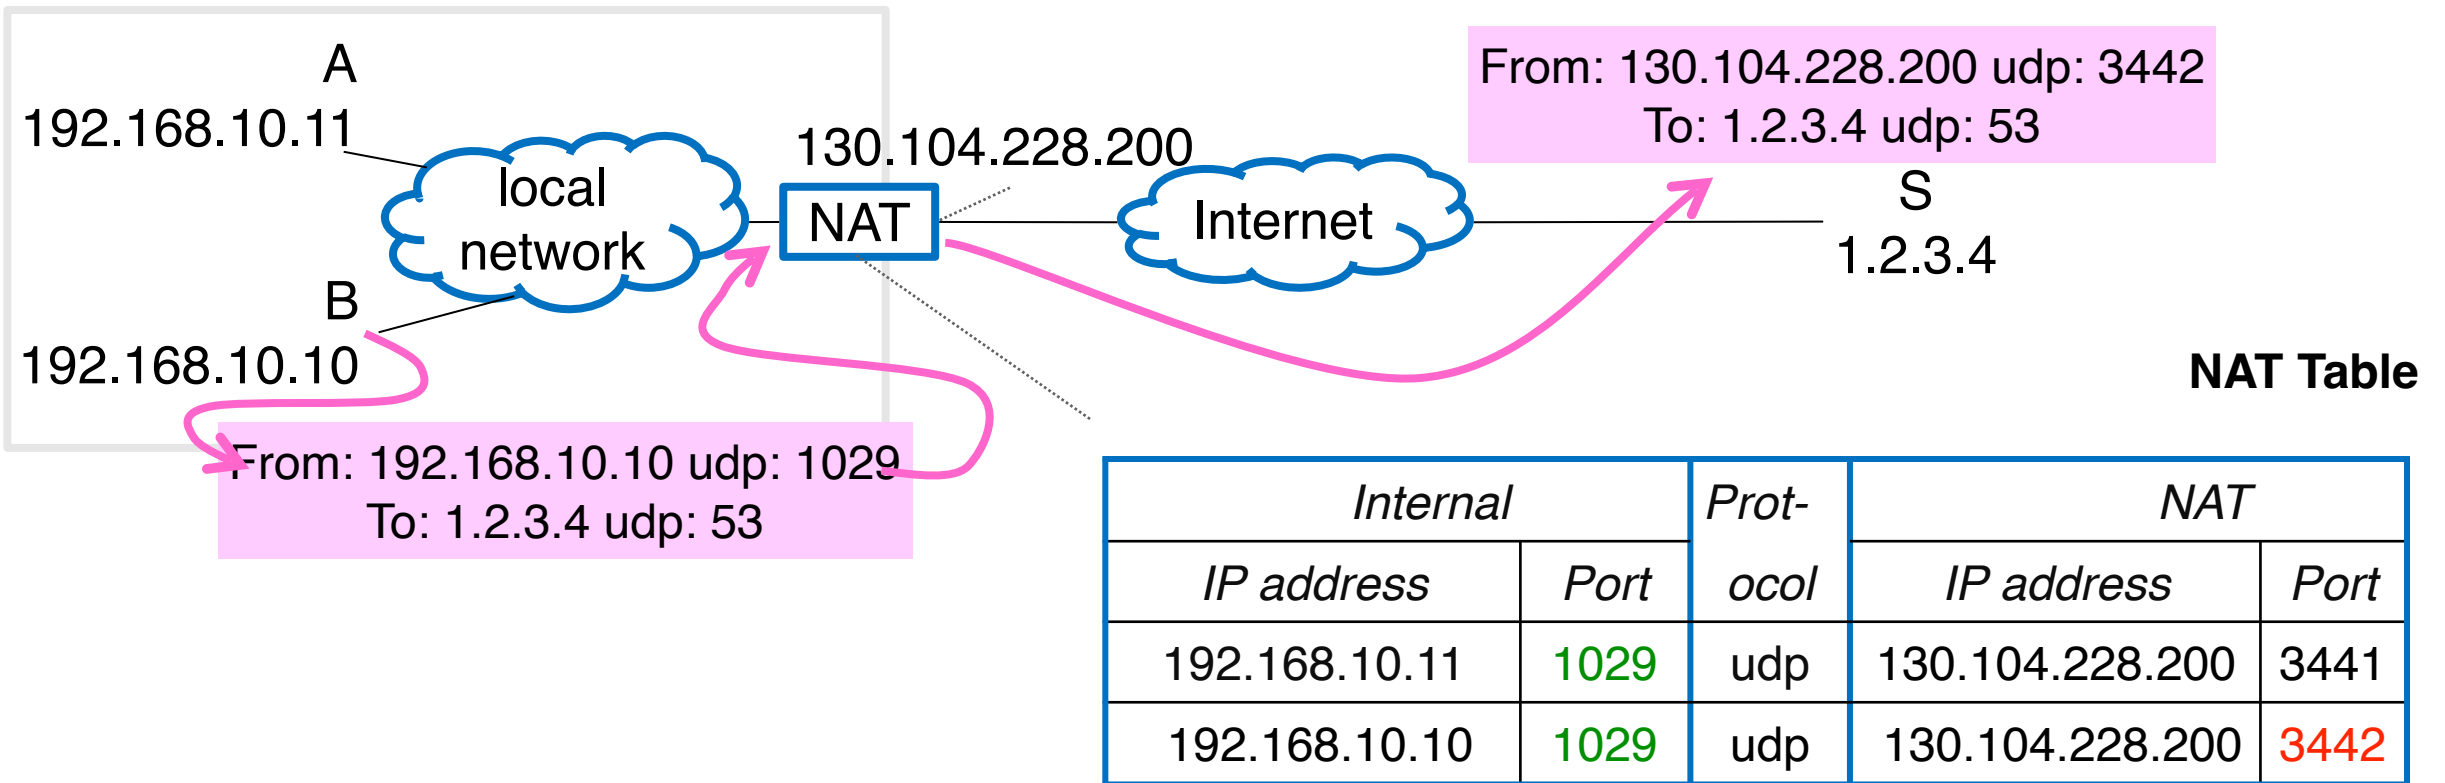 A
192.168.10.11
local
network
B
192.168.10.10
130.104.228.200
NAT
Internet
From: 130.104.228.200 udp: 3442
To: 1.2.3.4 udp: 53
S
1.2.3.4
From: 192.168.10.10 udp: 1029
To: 1.2.3.4 udp: 53
NAT Table
Internal Prot- NAT
IP address Port ocol IP address Port
192.168.10.11 1029 udp 130.104.228.200 3441
192.168.10.10 1029 udp 130.104.228.200 3442